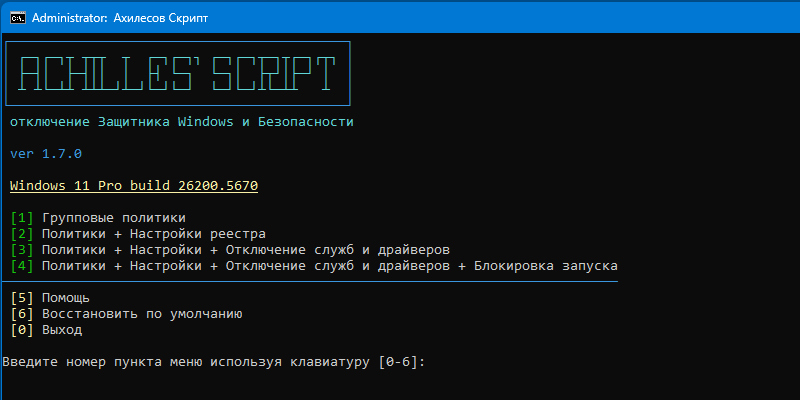 Administrator: Ахилесов Скрипт
ACHILES SCRIPT
отключение Защитника Windows и Безопасности
ver 1.7.0
Windows 11 Pro build 26200.5670
[1] Групповые политики
[2] Политики + Настройки реестра
[3] Политики + Настройки + Отключение служб и драйверов
[4] Политики + Настройки + Отключение служб и драйверов + Блокировка запуска
[5] Помощь
[6] Восстановить по умолчанию
[0] Выход
Введите номер пункта меню используя клавиатуру [0-6]: